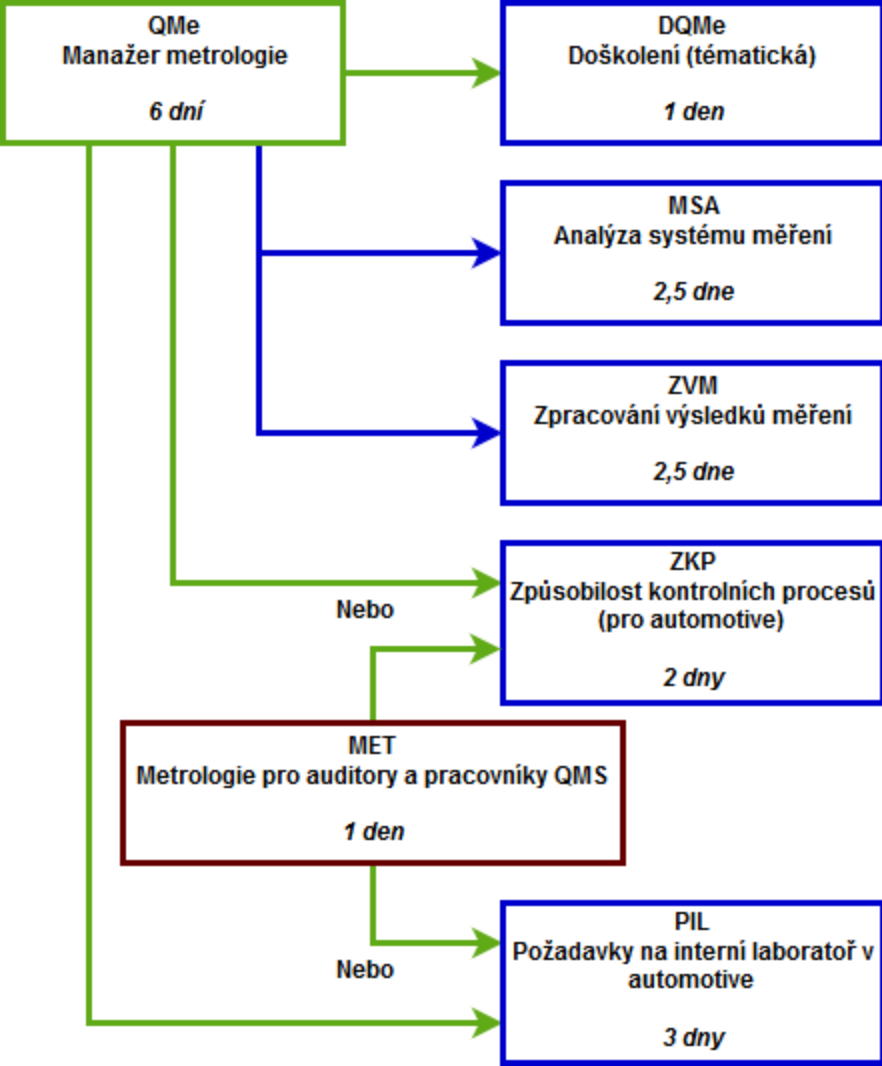 QMe
Manažer metrologie
6 dní
DQMe
Doškolení (tématická)
1 den
MSA
Analýza systému měření
2,5 dne
ZVM
Zpracování výsledků měření
2,5 dne
ZKP
Způsobilost kontrolních procesů
(pro automotive)
2 dny
Nebo
MET
Metrologie pro auditory a pracovníky QMS
1 den
Nebo
PIL
Požadavky na interní laboratoř v
automotive
3 dny